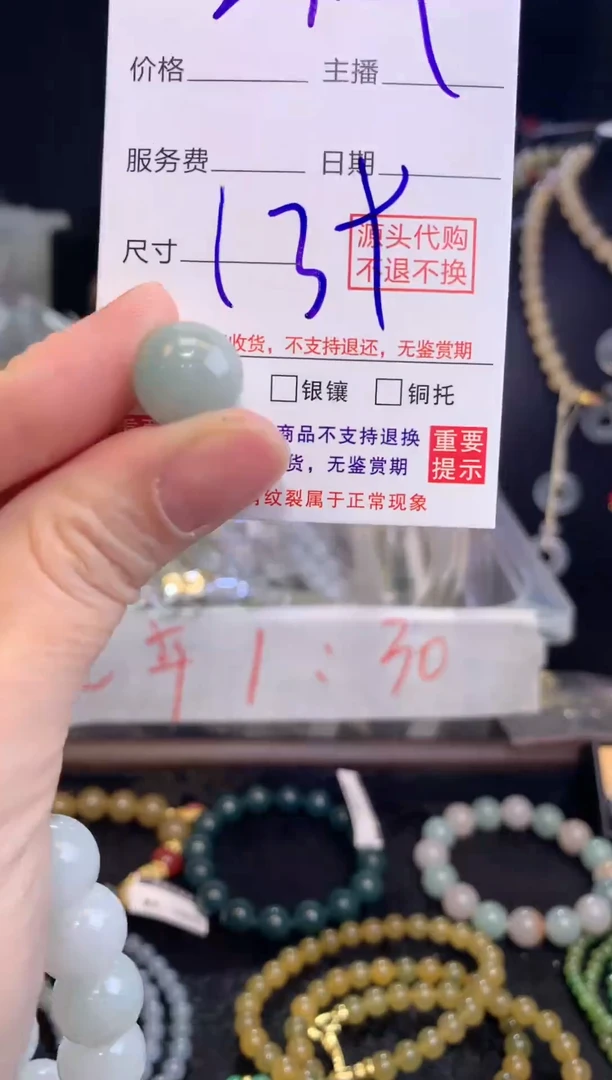 价格 主播
服务费 日期
尺寸 13
源头代购
不退不换
收货，不支持退还，无鉴赏期
银镶 铜托
商品不支持退换
货，无鉴赏期
重要
提示
纹裂属于正常现象
年1:30